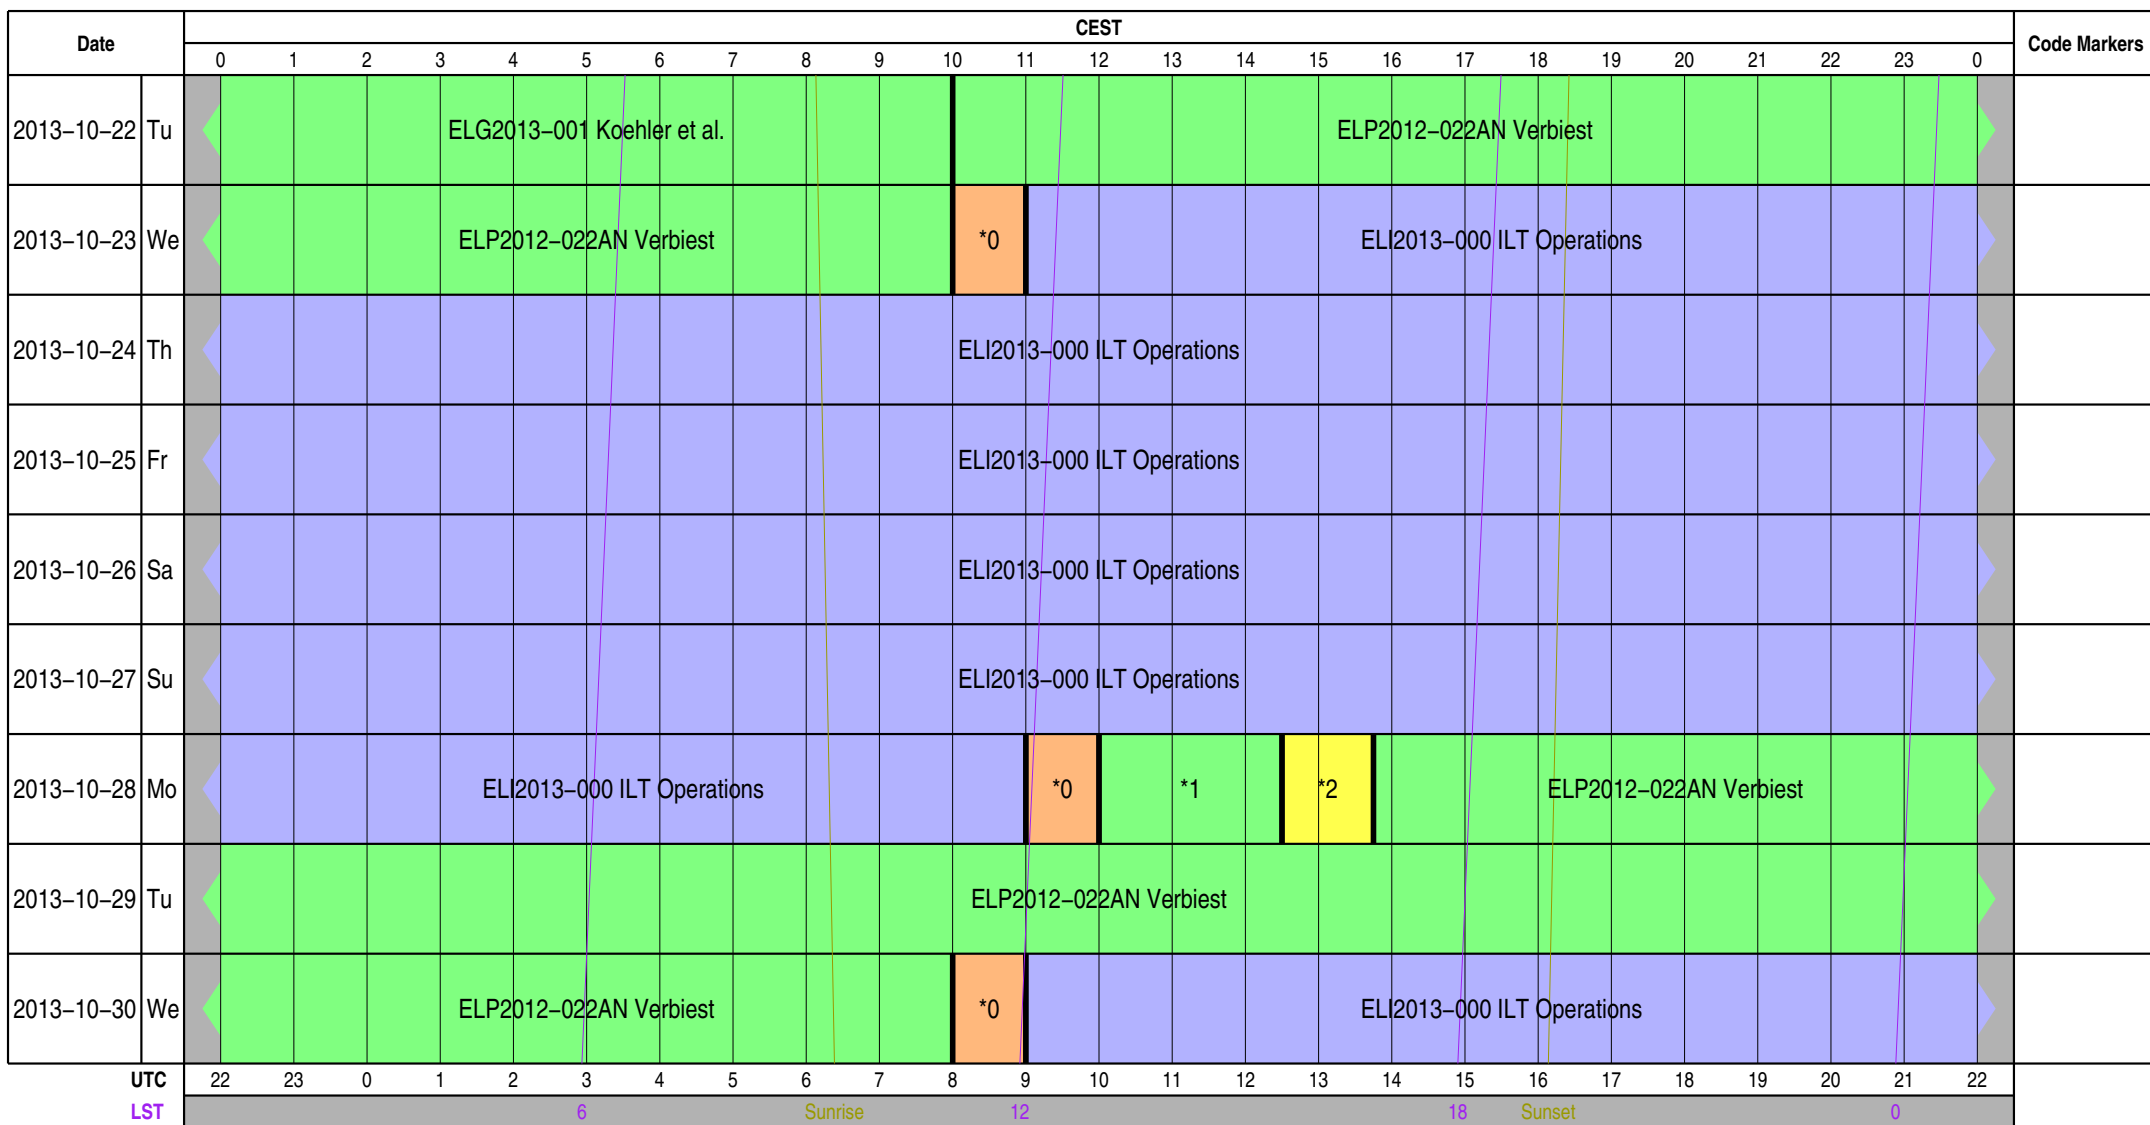 Date CEST Code Markers
0 1 2 3 4 5 6 7 8 9 10 11 12 13 14 15 16 17 18 19 20 21 22 23 0
2013−10−22 Tu ELG2013−001 Koehler et al. ELP2012−022AN Verbiest
2013−10−23 We ELP2012−022AN Verbiest *0 ELI2013−000 ILT Operations
2013−10−24 Th ELI2013−000 ILT Operations
2013−10−25 Fr ELI2013−000 ILT Operations
2013−10−26 Sa ELI2013−000 ILT Operations
2013−10−27 Su ELI2013−000 ILT Operations
2013−10−28 Mo ELI2013−000 ILT Operations *0 *1 *2 ELP2012−022AN Verbiest
2013−10−29 Tu ELP2012−022AN Verbiest
2013−10−30 We ELP2012−022AN Verbiest *0 ELI2013−000 ILT Operations
UTC 22 23 0 1 2 3 4 5 6 7 8 9 10 11 12 13 14 15 16 17 18 19 20 21 22
LST 6 Sunrise 12 18 Sunset 0